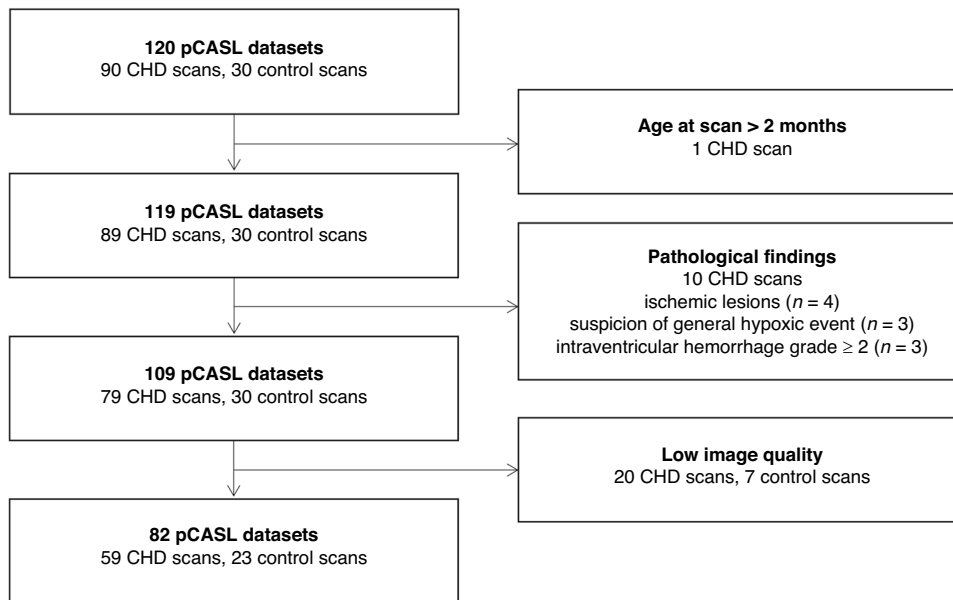 120 pCASL datasets
90 CHD scans, 30 control scans
Age at scan > 2 months
1 CHD scan
119 pCASL datasets
89 CHD scans, 30 control scans
Pathological findings
10 CHD scans
ischemic lesions (n = 4)
suspicion of general hypoxic event (n = 3)
intraventricular hemorrhage grade ≥ 2 (n = 3)
109 pCASL datasets
79 CHD scans, 30 control scans
Low image quality
20 CHD scans, 7 control scans
82 pCASL datasets
59 CHD scans, 23 control scans